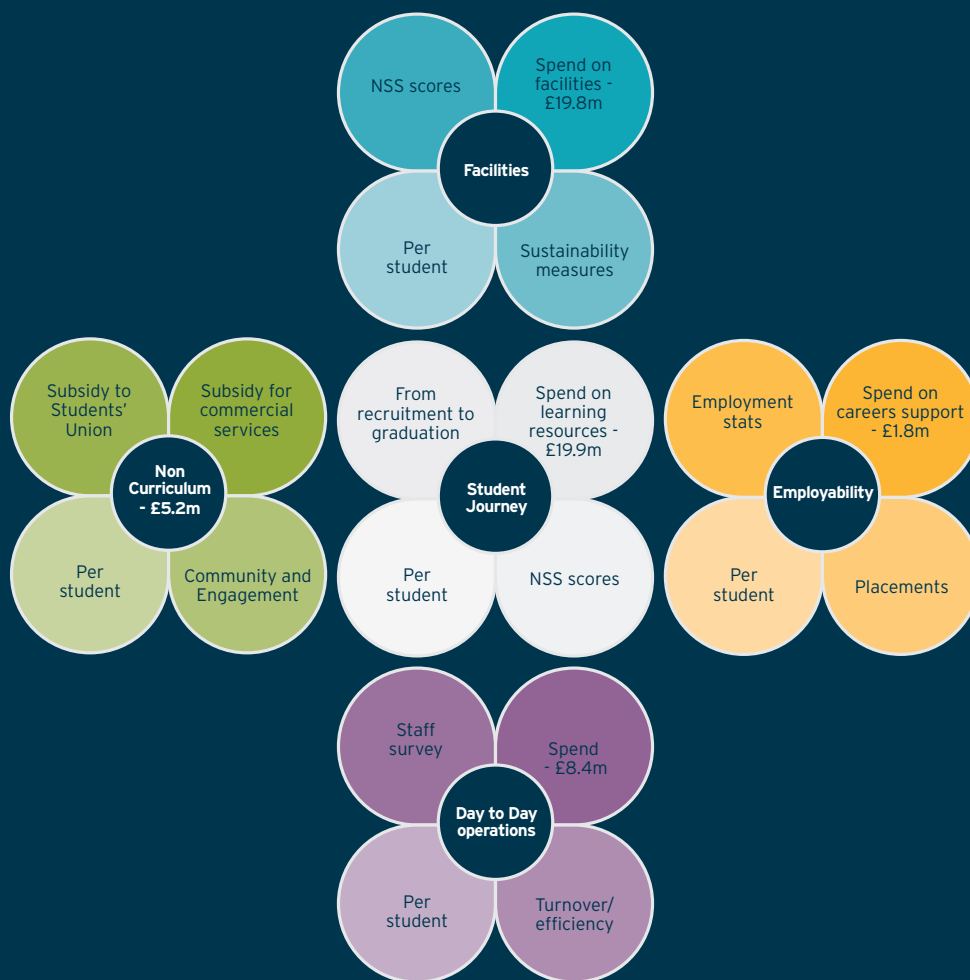 NSS scores
Spend on
facilities -
£19.8m
Facilities
Per
student
Sustainability
measures
Subsidy to
Students'
Union
Subsidy for
commercial
services
Non
Curriculum
- £5.2m
Per
student
Community and
Engagement
From
recruitment to
graduation
Spend on
learning
resources -
£19.9m
Student
Journey
Per
student
NSS scores
Employment
stats
Spend on
careers support
- £1.8m
Employability
Per
student
Placements
Staff
survey
Spend
- £8.4m
Day to Day
operations
Per
student
Turnover/
efficiency